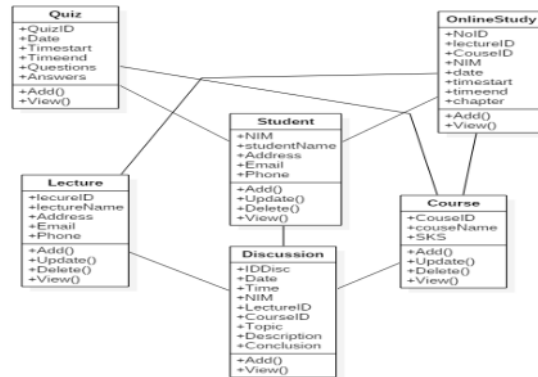 Quiz
+QuizID
+Date
+Timestart
+Timeend
+Questions
+Answers
+Add()
+View()
OnlineStudy
+NoID
+lectureID
+CouseID
+NIM
+date
+timestart
+timeend
+chapter
+Add()
+View()
Student
+NIM
+studentName
+Address
+Email
+Phone
+Add()
+Update()
+Delete()
+View()
Lecture
+lecureID
+lectureName
+Address
+Email
+Phone
+Add()
+Update()
+Delete()
+View()
Course
+CouseID
+couseName
+SKS
+Add()
+Update()
+Delete()
+View()
Discussion
+IDDisc
+Date
+Time
+NIM
+LectureID
+CourseID
+Topic
+Description
+Conclusion
+Add()
+View()